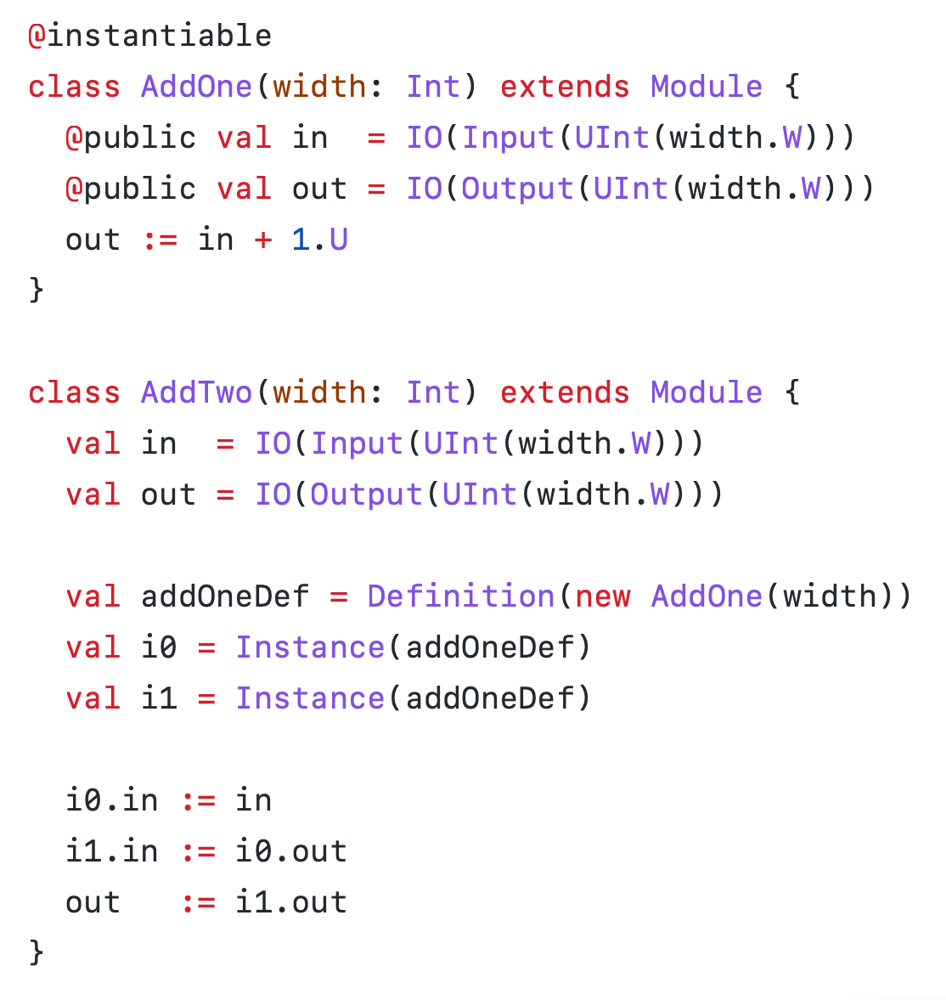 @instantiable
class AddOne(width: Int) extends Module {
  @public val in  = IO(Input(UInt(width.W)))
  @public val out = IO(Output(UInt(width.W)))
  out := in + 1.U
}

class AddTwo(width: Int) extends Module {
  val in  = IO(Input(UInt(width.W)))
  val out = IO(Output(UInt(width.W)))

  val addOneDef = Definition(new AddOne(width))
  val i0 = Instance(addOneDef)
  val i1 = Instance(addOneDef)

  i0.in := in
  i1.in := i0.out
  out   := i1.out
}